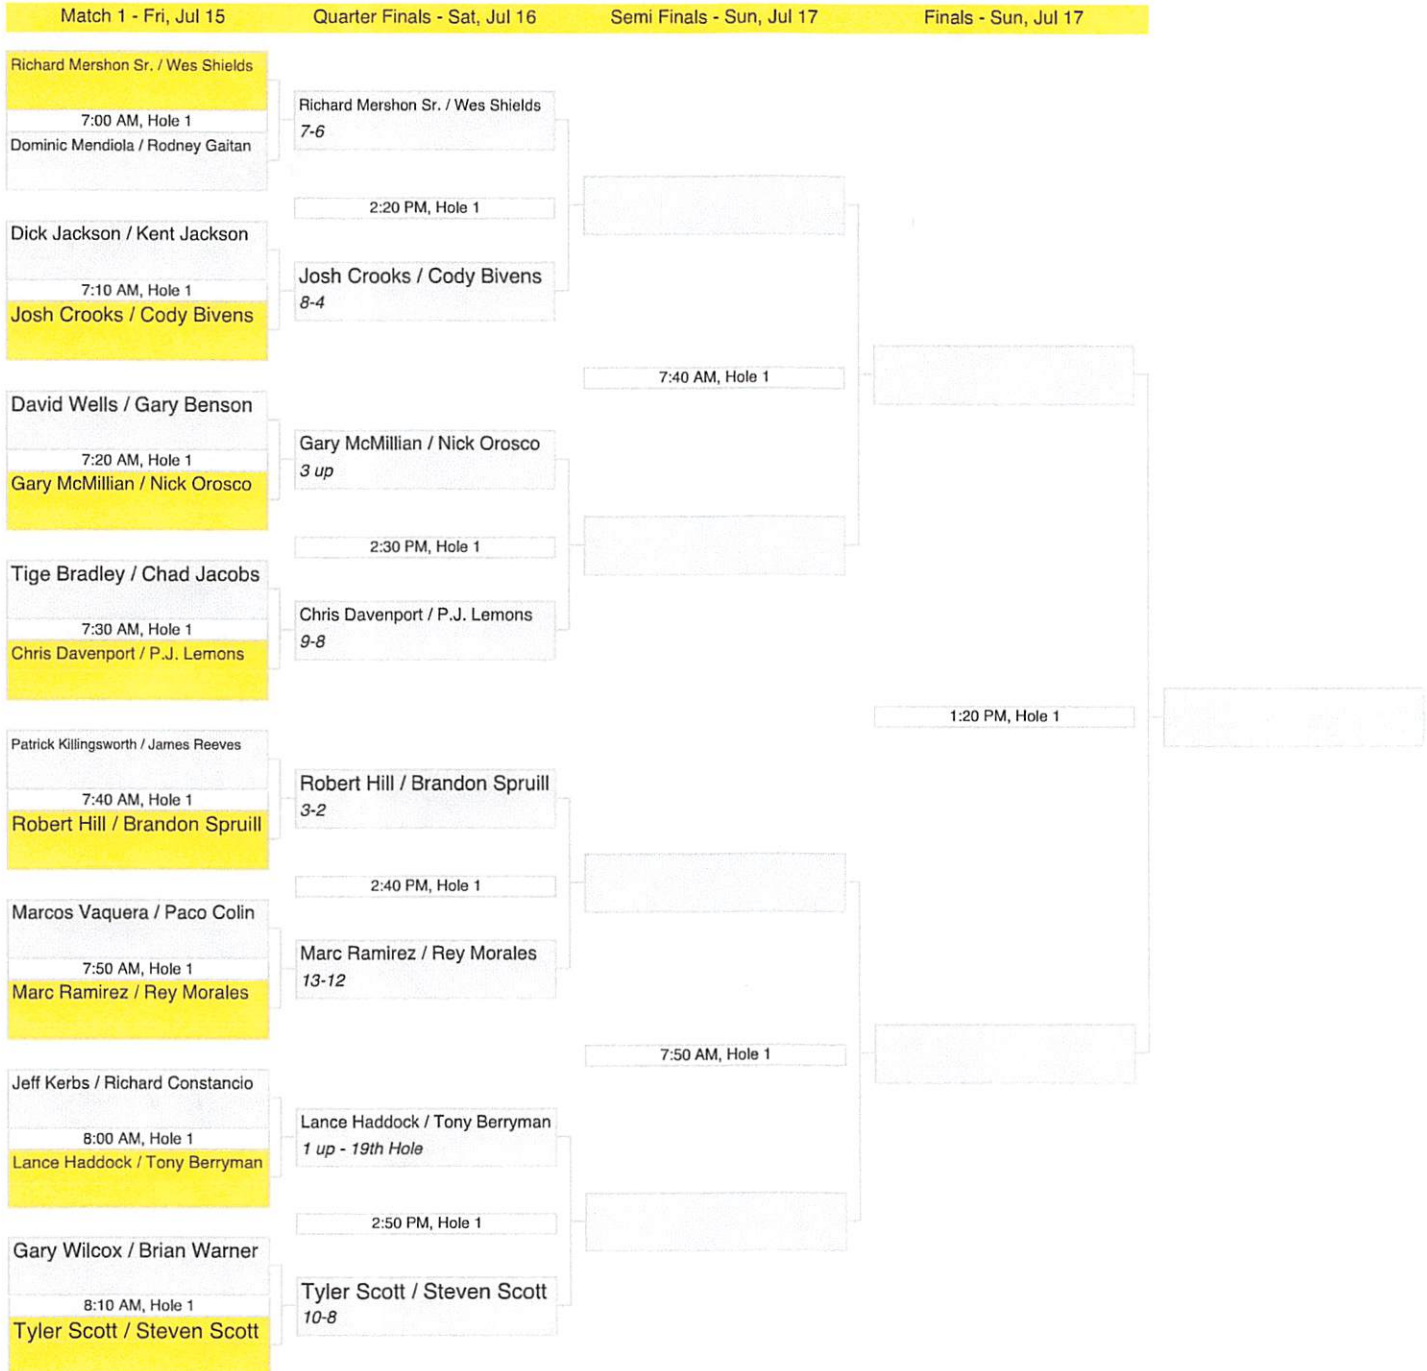 Match 1 - Fri, Jul 15
Quarter Finals - Sat, Jul 16
Semi Finals - Sun, Jul 17
Finals - Sun, Jul 17
Richard Mershon Sr. / Wes Shields
7:00 AM, Hole 1
Dominic Mendiola / Rodney Gaitan
Dick Jackson / Kent Jackson
7:10 AM, Hole 1
Josh Crooks / Cody Bivens
David Wells / Gary Benson
7:20 AM, Hole 1
Gary McMillian / Nick Orosco
Tige Bradley / Chad Jacobs
7:30 AM, Hole 1
Chris Davenport / P.J. Lemons
Patrick Killingsworth / James Reeves
7:40 AM, Hole 1
Robert Hill / Brandon Spruill
Marcos Vaquera / Paco Colin
7:50 AM, Hole 1
Marc Ramirez / Rey Morales
Jeff Kerbs / Richard Constancio
8:00 AM, Hole 1
Lance Haddock / Tony Berryman
Gary Wilcox / Brian Warner
8:10 AM, Hole 1
Tyler Scott / Steven Scott
Richard Mershon Sr. / Wes Shields
7-6
2:20 PM, Hole 1
Josh Crooks / Cody Bivens
8-4
Gary McMillian / Nick Orosco
3 up
2:30 PM, Hole 1
Chris Davenport / P.J. Lemons
9-8
Robert Hill / Brandon Spruill
3-2
2:40 PM, Hole 1
Marc Ramirez / Rey Morales
13-12
Lance Haddock / Tony Berryman
1 up - 19th Hole
2:50 PM, Hole 1
Tyler Scott / Steven Scott
10-8
7:40 AM, Hole 1
7:50 AM, Hole 1
1:20 PM, Hole 1